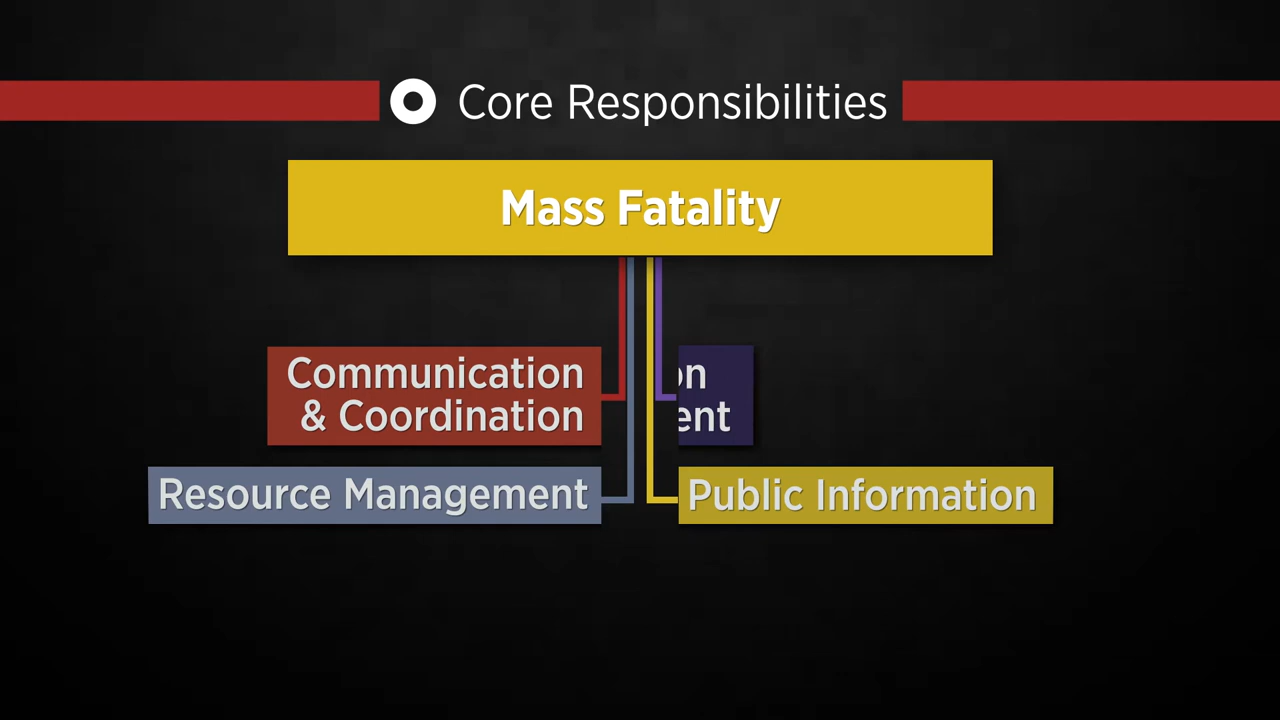 Core Responsibilities
Mass Fatality
Communication
& Coordination
Resource Management
Public Information